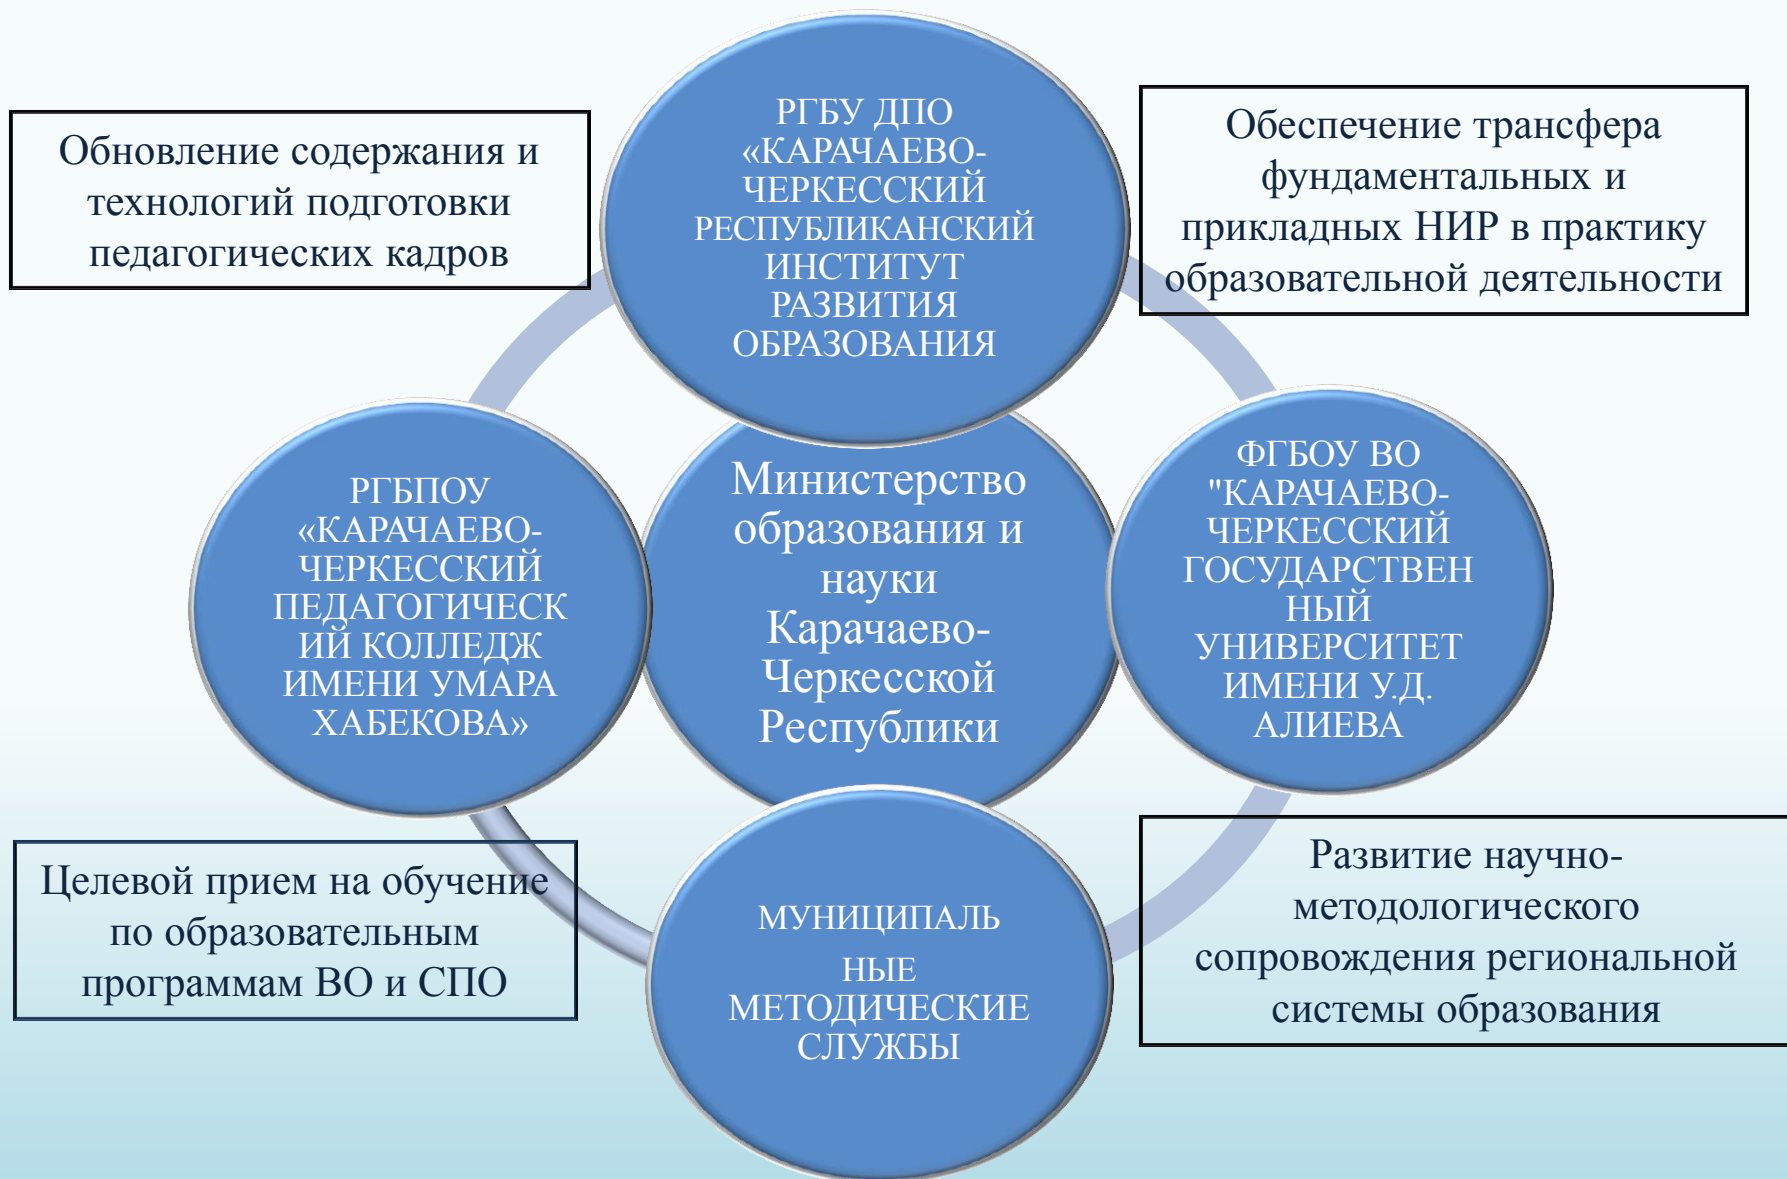 РГБУ ДПО
«КАРАЧАЕВО-
ЧЕРКЕССКИЙ
РЕСПУБЛИКАНСКИЙ
ИНСТИТУТ
РАЗВИТИЯ
ОБРАЗОВАНИЯ
Обновление содержания и
технологий подготовки
педагогических кадров
Обеспечение трансфера
фундаментальных и
прикладных НИР в практику
образовательной деятельности
РГБПОУ
«КАРАЧАЕВО-
ЧЕРКЕССКИЙ
ПЕДАГОГИЧЕСК
ИЙ КОЛЛЕДЖ
ИМЕНИ УМАРА
ХАБЕКОВА»
Министерство
образования и
науки
Карачаево-
Черкесской
Республики
ФГБОУ ВО
"КАРАЧАЕВО-
ЧЕРКЕССКИЙ
ГОСУДАРСТВЕН
НЫЙ
УНИВЕРСИТЕТ
ИМЕНИ У.Д.
АЛИЕВА
Целевой прием на обучение
по образовательным
программам ВО и СПО
МУНИЦИПАЛЬ
НЫЕ
МЕТОДИЧЕСКИЕ
СЛУЖБЫ
Развитие научно-
методологического
сопровождения региональной
системы образования